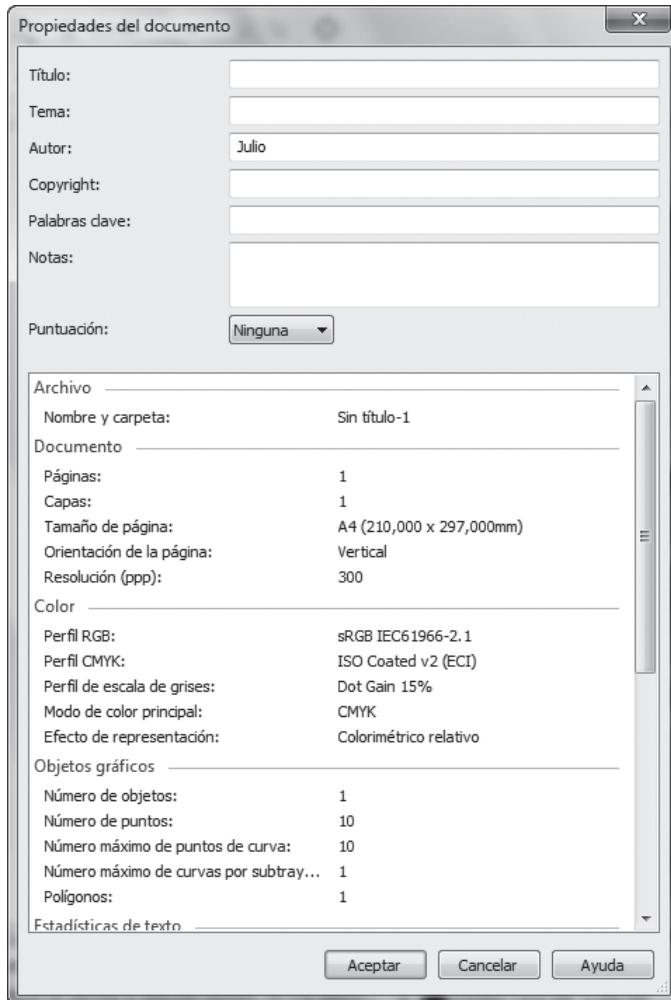 Propiedades del documento
Título:
Tema:
Autor: Julio
Copyright:
Palabras clave:
Notas:
Puntuación: Ninguna
Archivo
Nombre y carpeta: Sin título-1
Documento
Páginas: 1
Capas: 1
Tamaño de página: A4 (210,000 x 297,000mm)
Orientación de la página: Vertical
Resolución (ppp): 300
Color
Perfil RGB: sRGB IEC61966-2.1
Perfil CMYK: ISO Coated v2 (ECI)
Perfil de escala de grises: Dot Gain 15%
Modo de color principal: CMYK
Efecto de representación: Colorimétrico relativo
Objetos gráficos
Número de objetos: 1
Número de puntos: 10
Número máximo de puntos de curva: 10
Número máximo de curvas por subtray... 1
Polígonos: 1
Estadísticas de texto
Aceptar Cancelar Ayuda